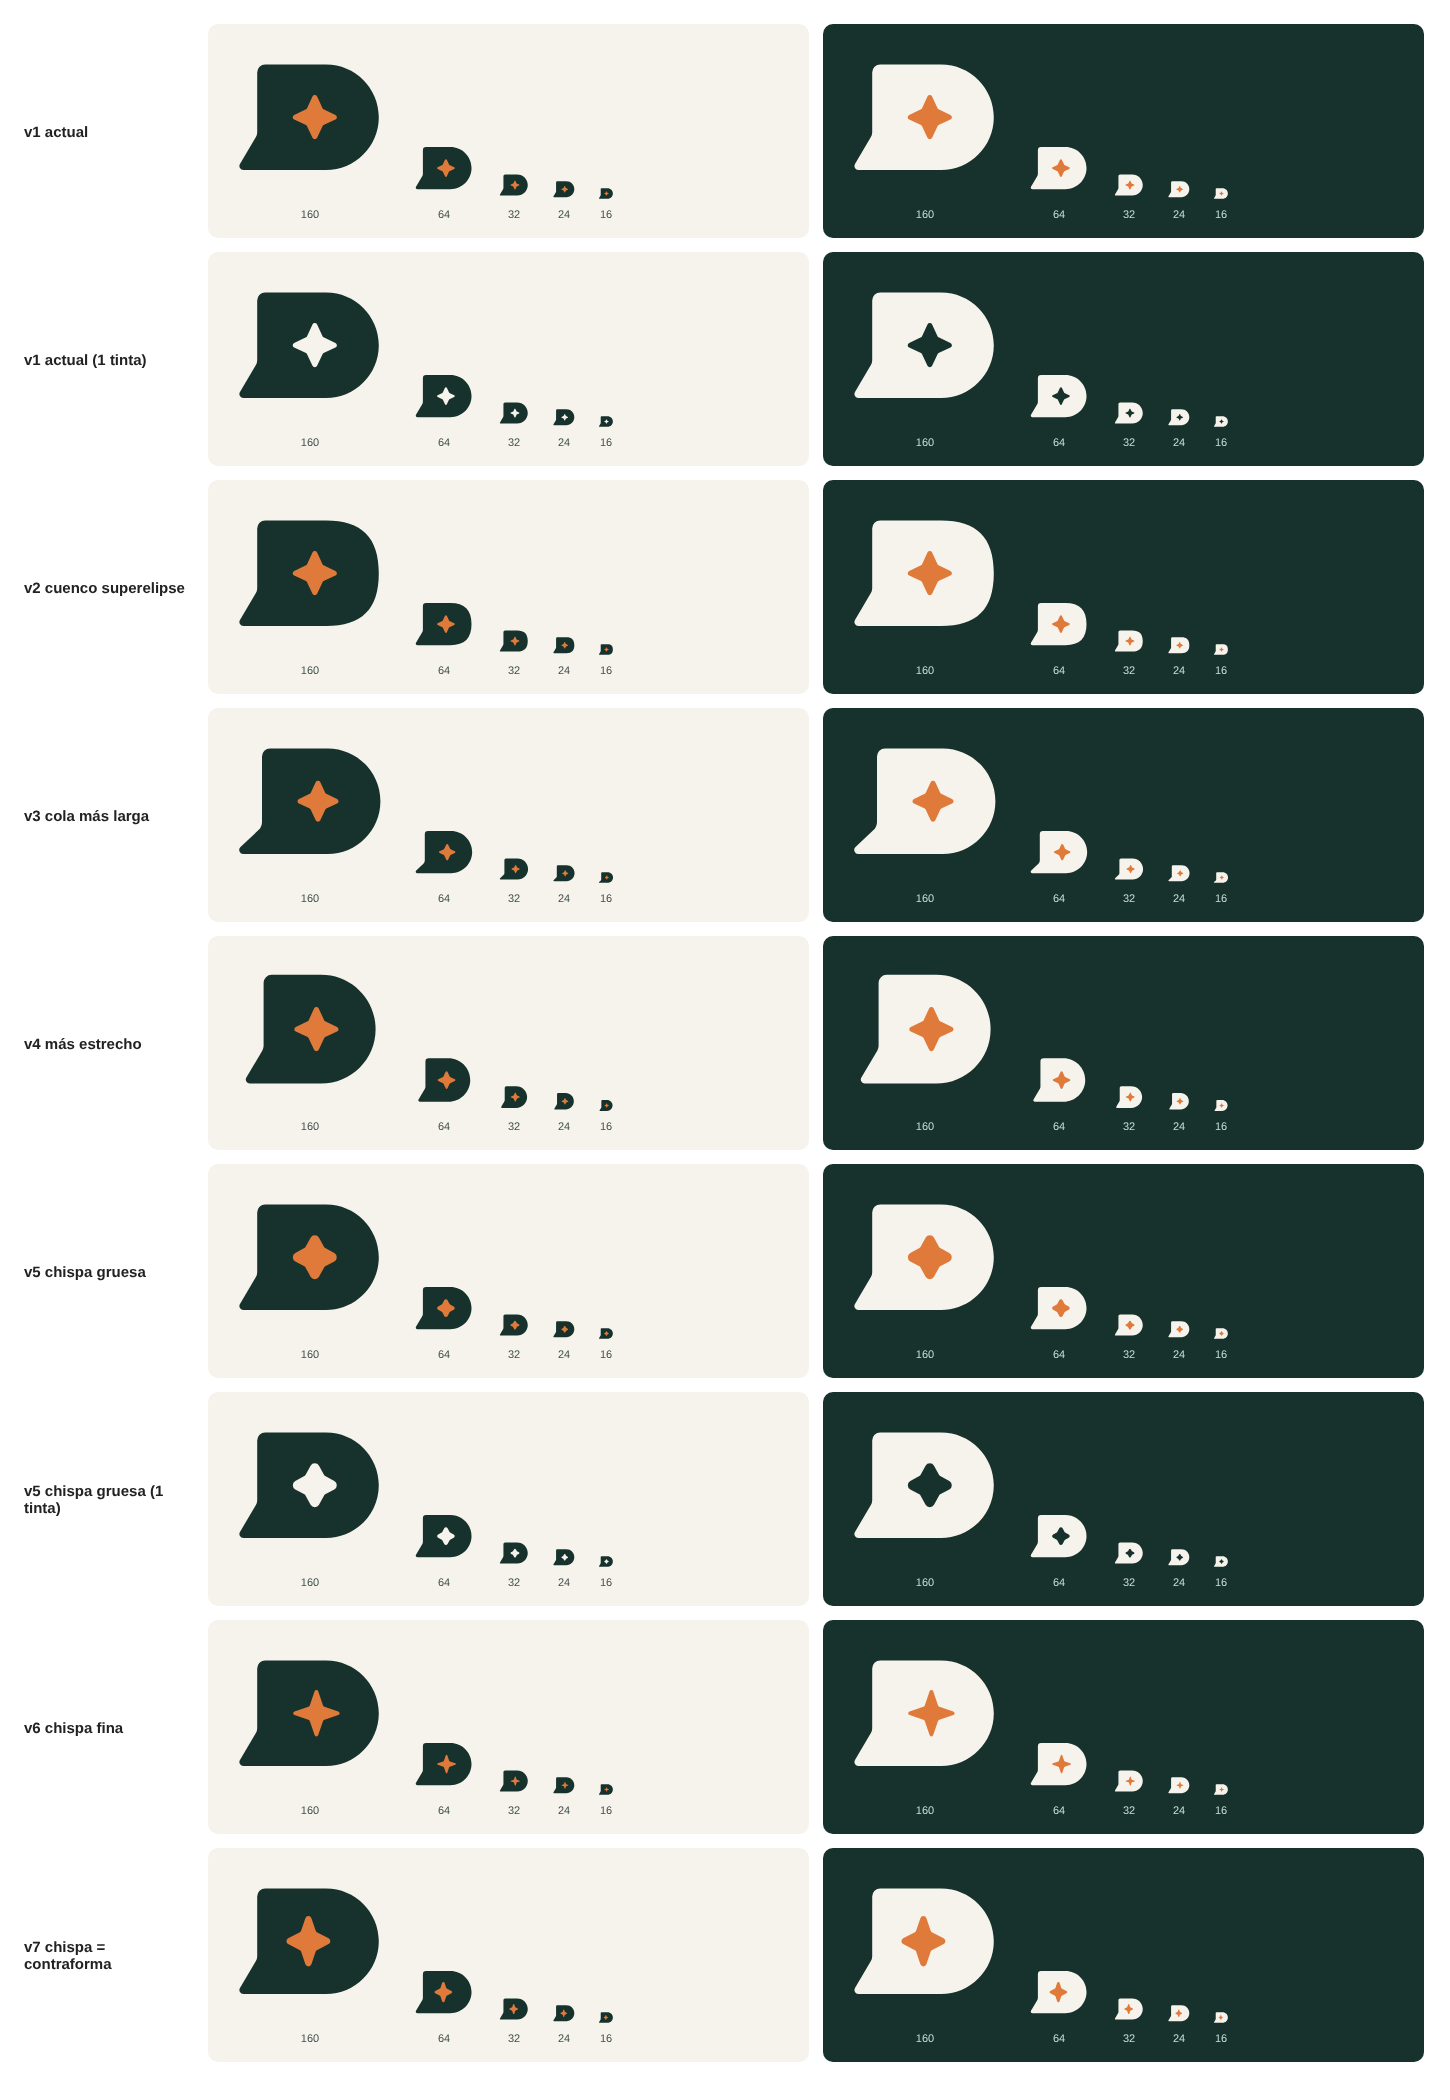 v1 actual
160 64 32 24 16 160 64 32 24 16
v1 actual (1 tinta)
160 64 32 24 16 160 64 32 24 16
v2 cuenco superelipse
160 64 32 24 16 160 64 32 24 16
v3 cola más larga
160 64 32 24 16 160 64 32 24 16
v4 más estrecho
160 64 32 24 16 160 64 32 24 16
v5 chispa gruesa
160 64 32 24 16 160 64 32 24 16
v5 chispa gruesa (1
tinta)
160 64 32 24 16 160 64 32 24 16
v6 chispa fina
160 64 32 24 16 160 64 32 24 16
v7 chispa =
contraforma
160 64 32 24 16 160 64 32 24 16